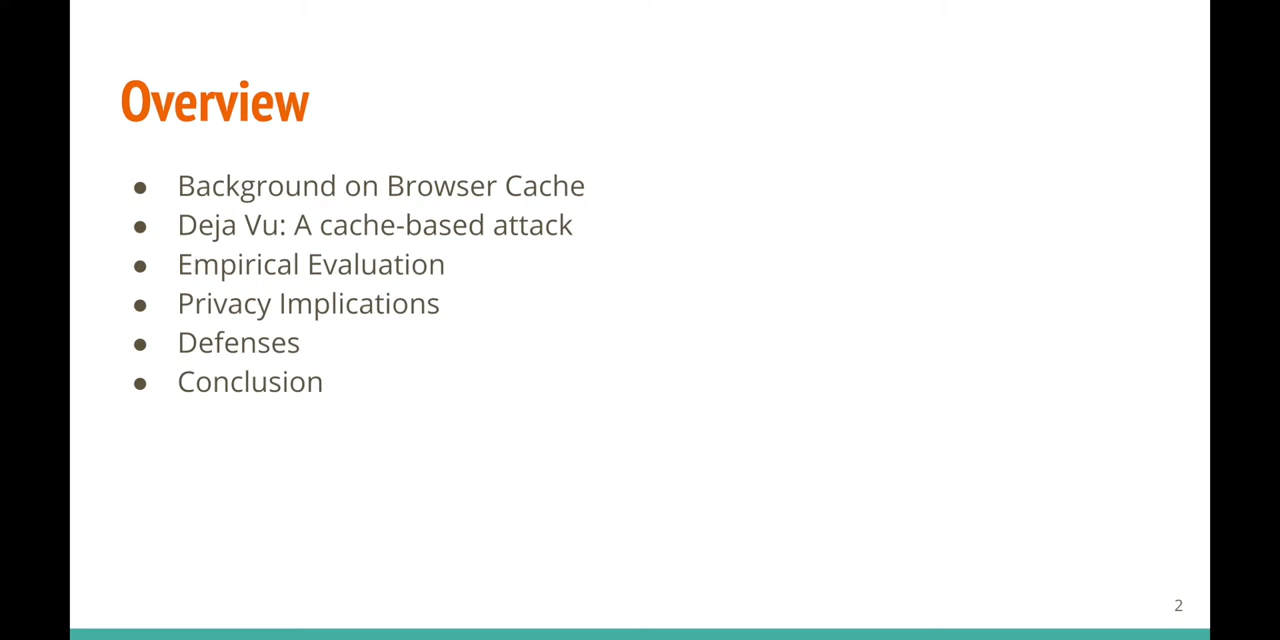 Overview
● Background on Browser Cache
● Deja Vu: A cache-based attack
● Empirical Evaluation
● Privacy Implications
● Defenses
● Conclusion
2